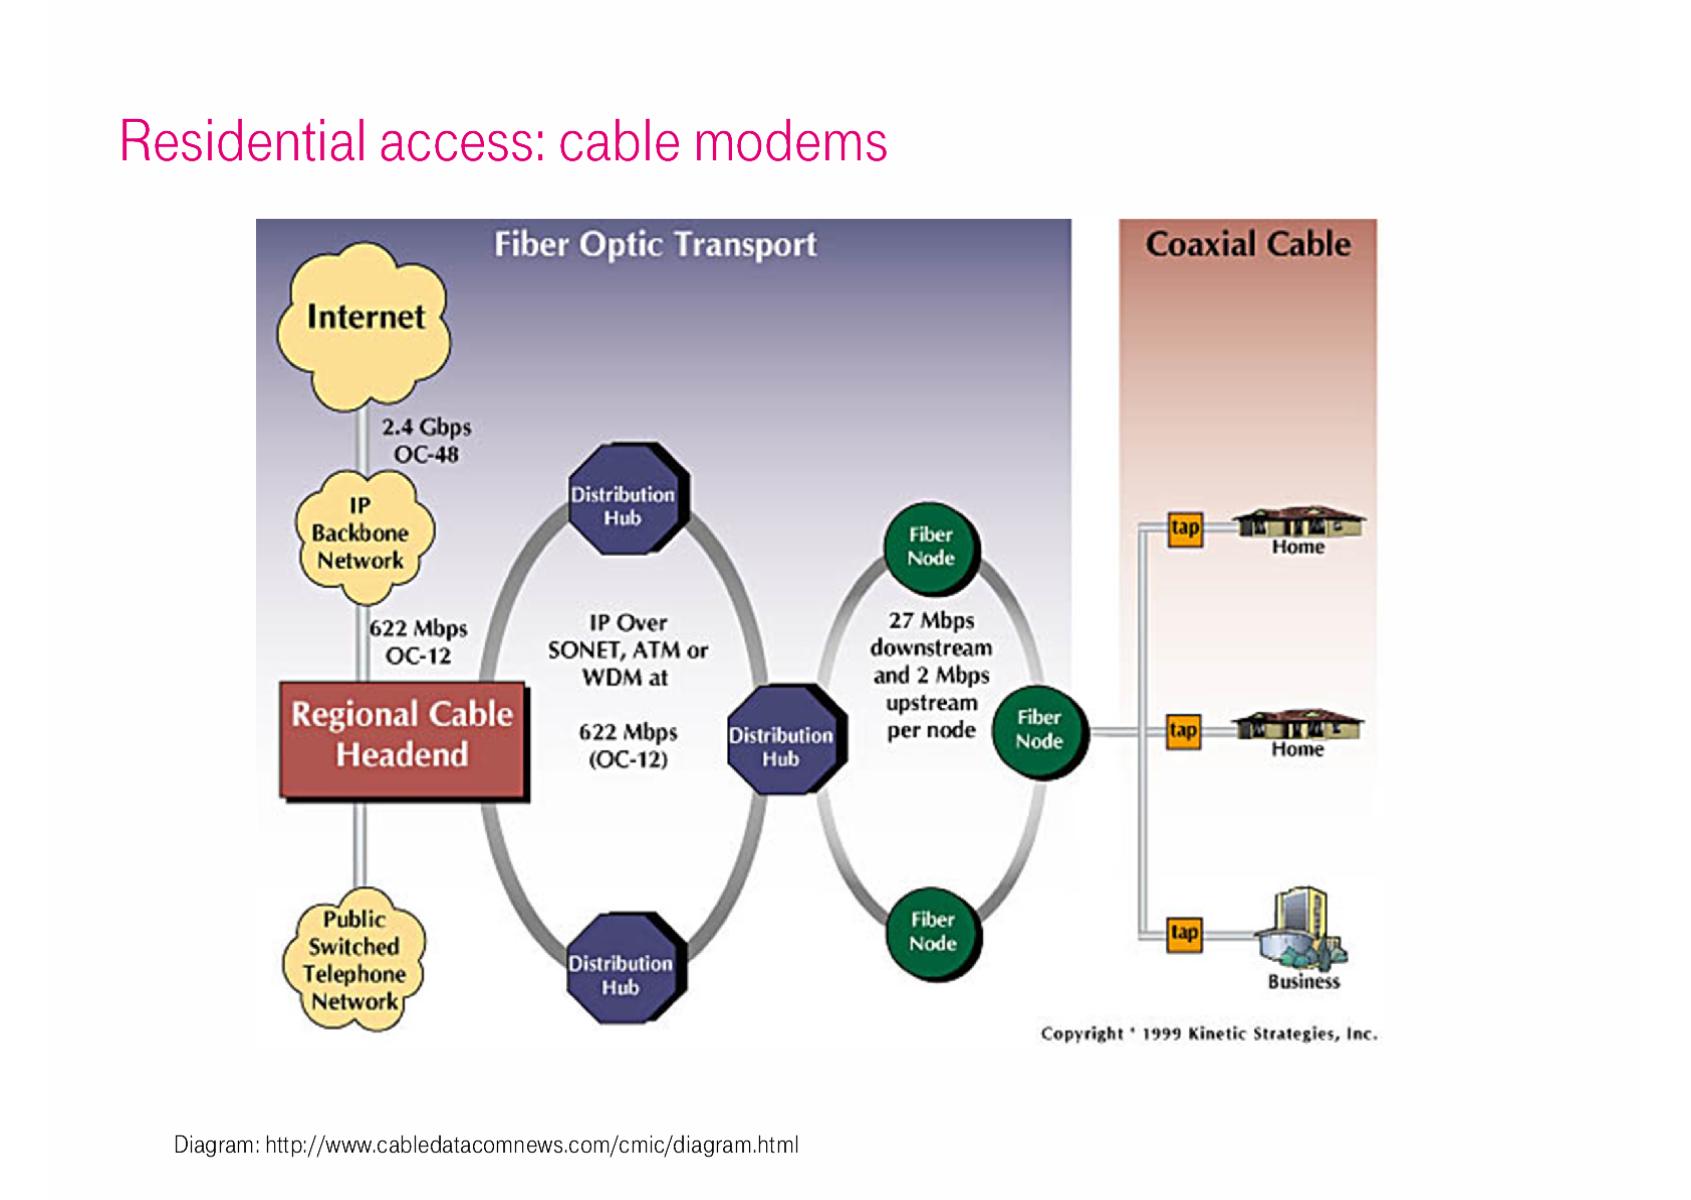 Residential access: cable modems
Fiber Optic Transport
Coaxial Cable
Internet
2.4 Gbps
OC-48
IP
Backbone
Network
622 Mbps
OC-12
Regional Cable
Headend
Public
Switched
Telephone
Network
Distribution
Hub
IP Over
SONET, ATM or
WDM at
622 Mbps
(OC-12)
Distribution
Hub
Distribution
Hub
Fiber
Node
27 Mbps
downstream
and 2 Mbps
upstream
per node
Fiber
Node
Fiber
Node
tap
Home
tap
Home
tap
Business
Copyright * 1999 Kinetic Strategies, Inc.
Diagram: http://www.cabledatacomnews.com/cmic/diagram.html